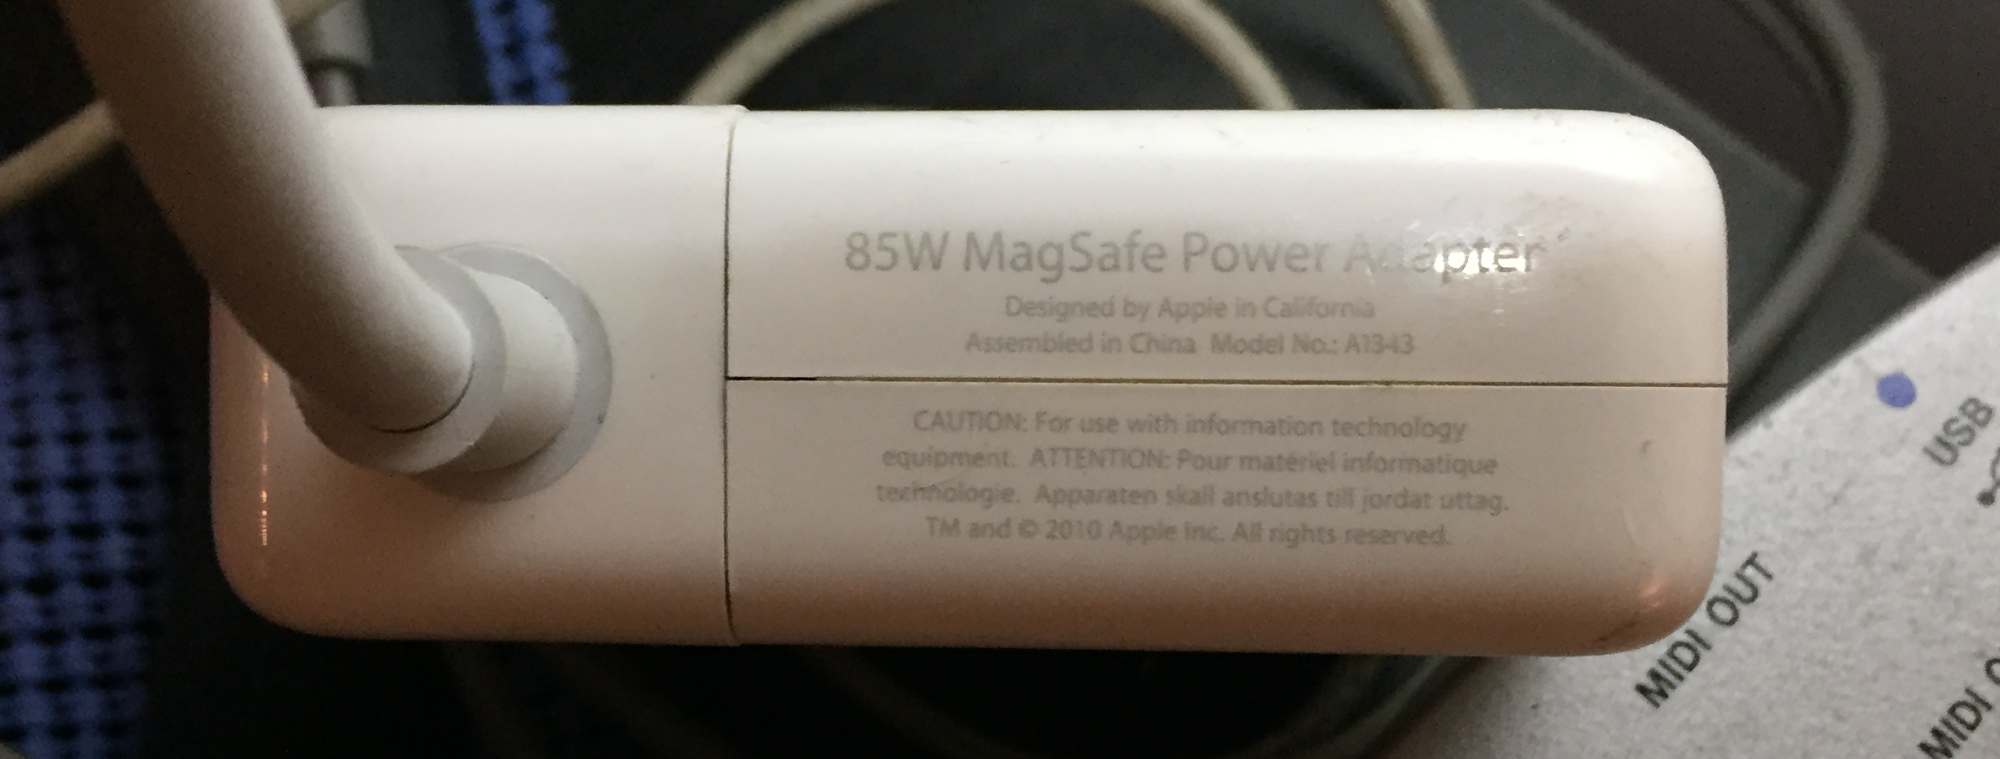 85W MagSafe Power Adapter
Designed by Apple in California
Assembled in China Model No.: A1343
CAUTION: For use with information technology
equipment. ATTENTION: Pour matériel informatique
technologie. Apparaten skall anslutas till jordat uttag.
TM and © 2010 Apple Inc. All rights reserved.
USB
MIDI OUT
MIDI